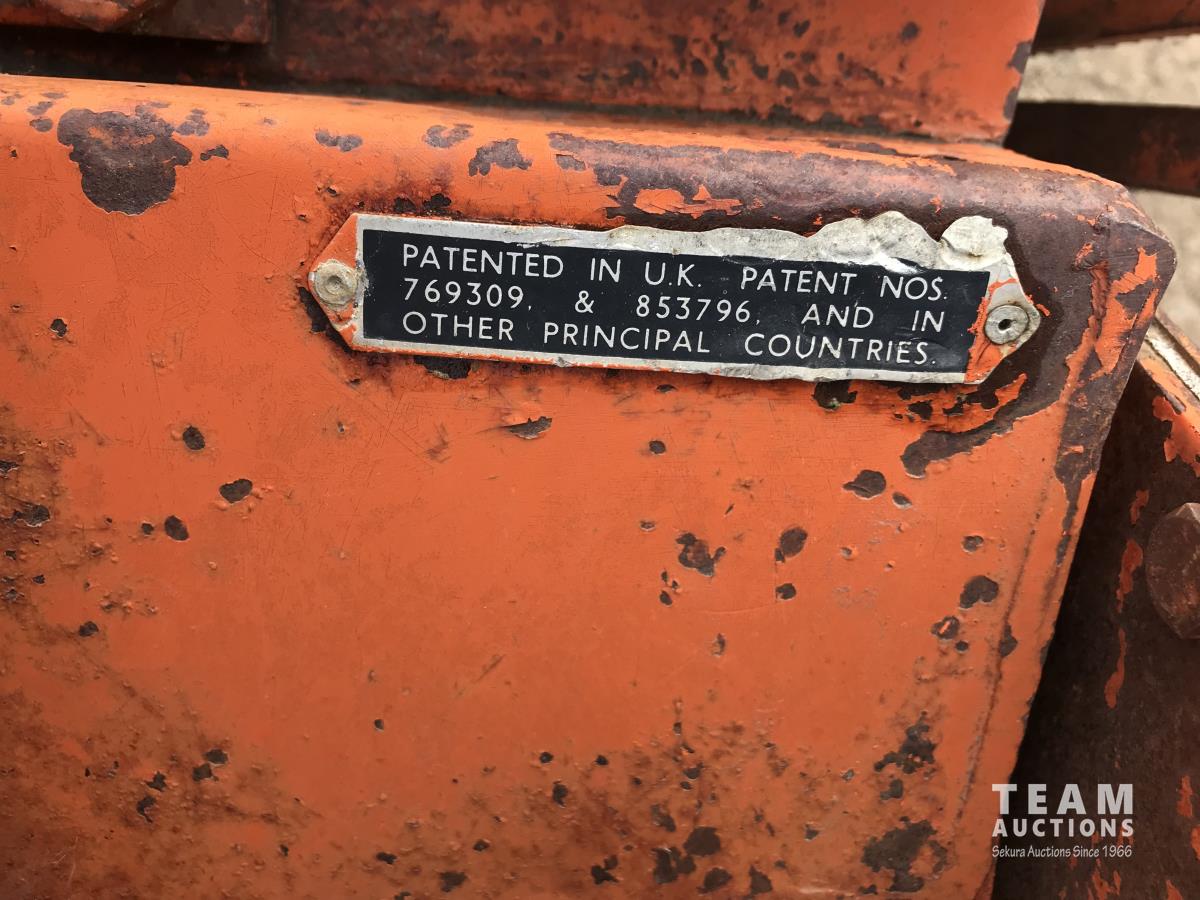 PATENTED IN U.K. PATENT NOS.
769309, & 853796, AND IN
OTHER PRINCIPAL COUNTRIES.
TEAM
AUCTIONS
Sekura Auctions Since 1966